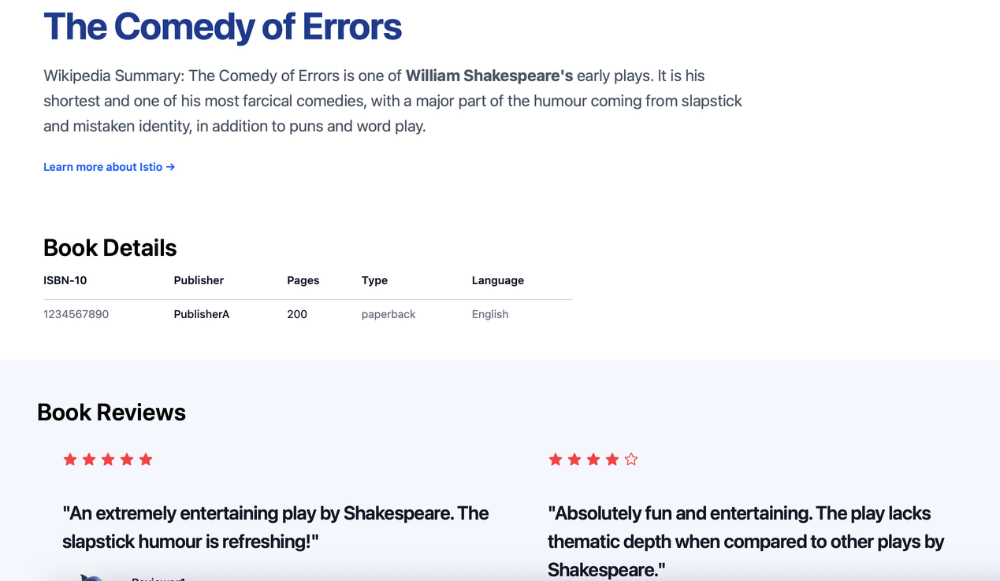 The Comedy of Errors
Wikipedia Summary: The Comedy of Errors is one of William Shakespeare's early plays. It is his
shortest and one of his most farcical comedies, with a major part of the humour coming from slapstick
and mistaken identity, in addition to puns and word play.
Learn more about Istio →
Book Details
ISBN-10 Publisher Pages Type Language
1234567890 PublisherA 200 paperback English
Book Reviews
"An extremely entertaining play by Shakespeare. The
slapstick humour is refreshing!"
Reviewer1
"Absolutely fun and entertaining. The play lacks
thematic depth when compared to other plays by
Shakespeare."